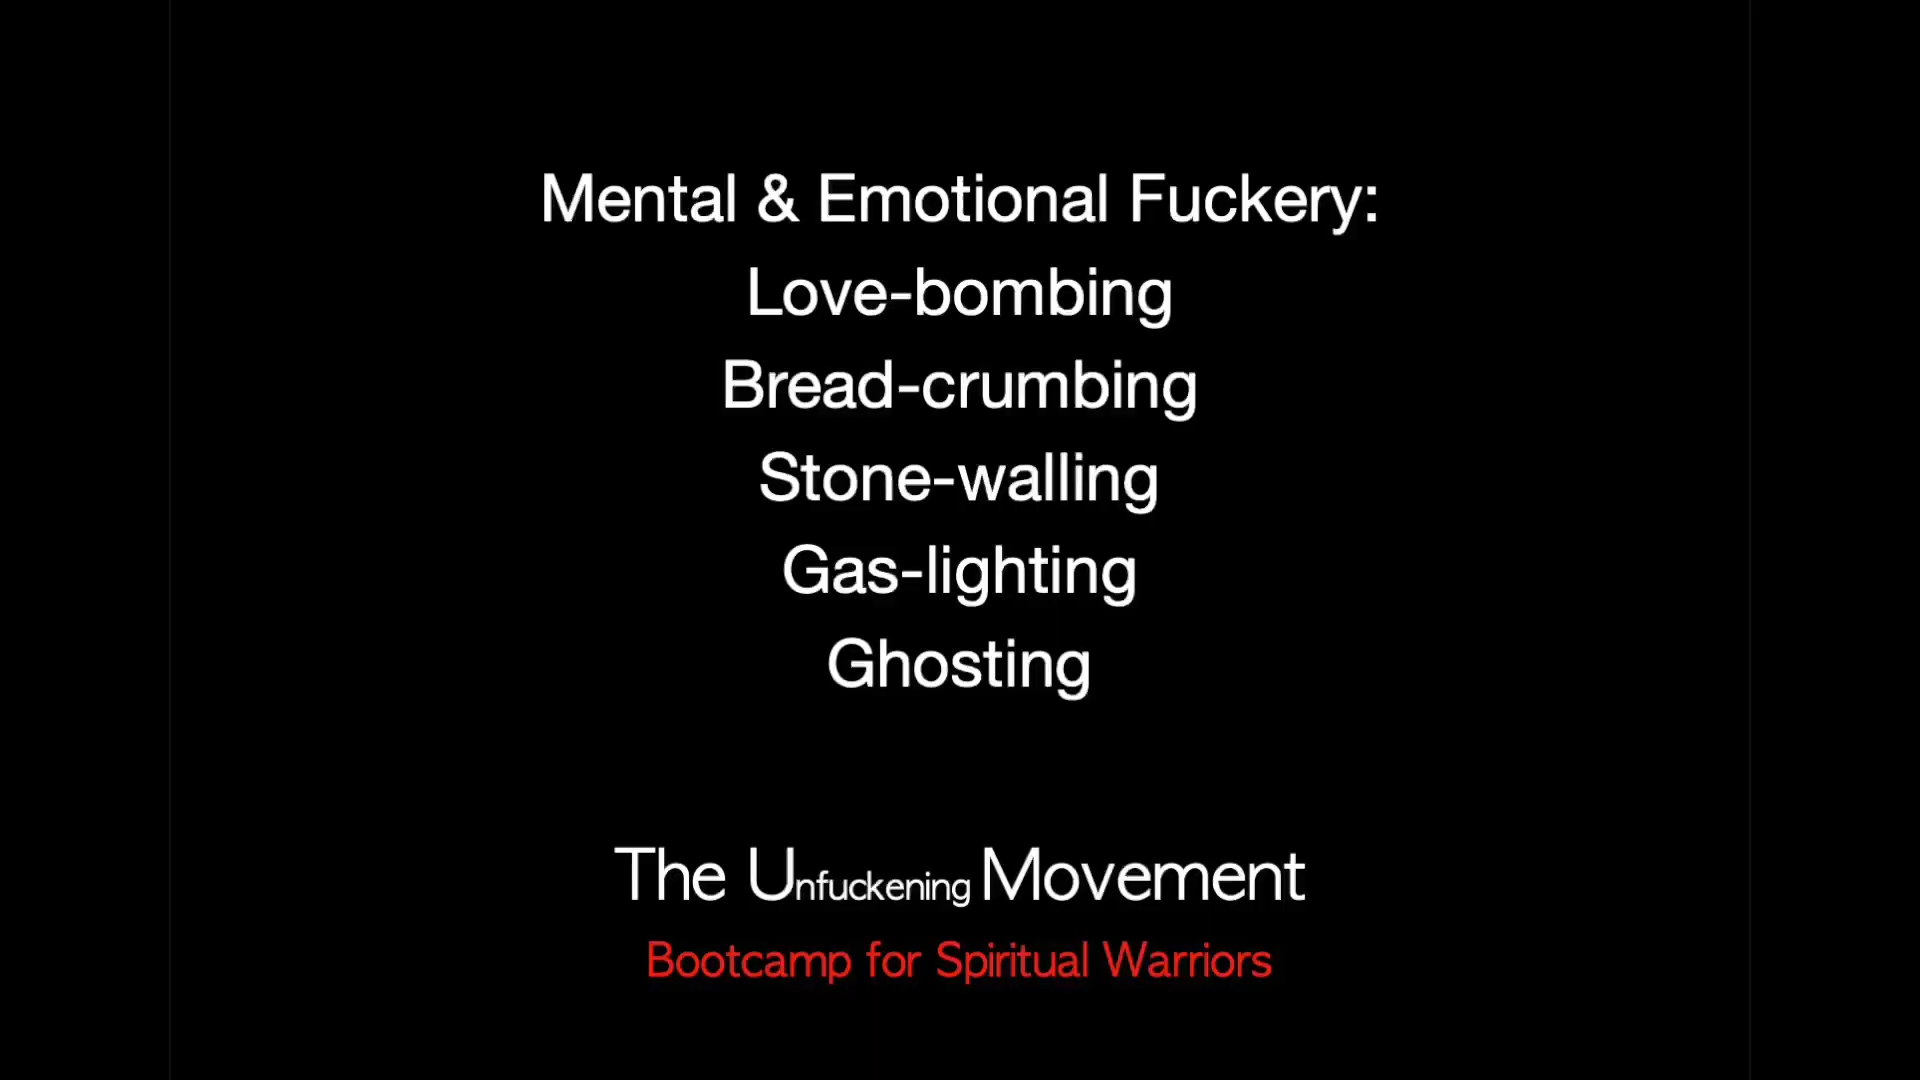 Mental & Emotional Fuckery:
Love-bombing
Bread-crumbing
Stone-walling
Gas-lighting
Ghosting
The Unfuckening Movement
Bootcamp for Spiritual Warriors